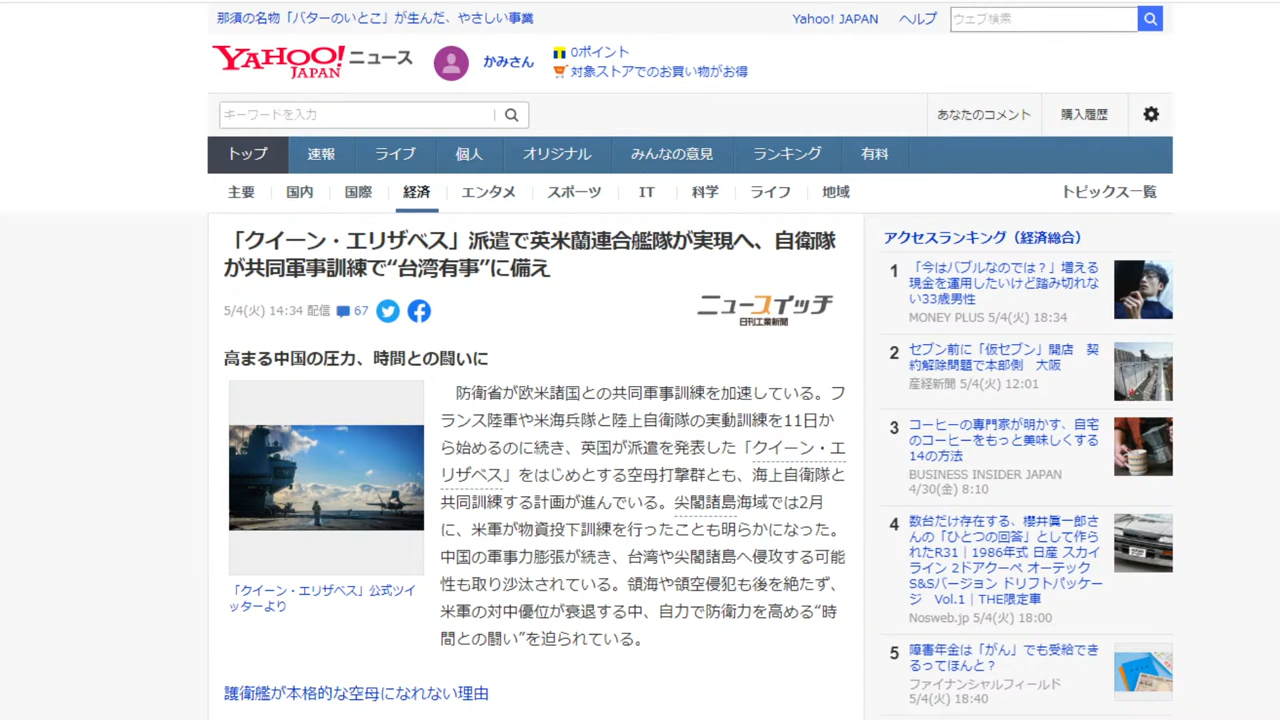 那須の名物「バターのいとこ」が生んだ、やさしい事業
Yahoo! JAPAN ヘルプ ウェブ検索
YAHOO! JAPAN ニュース
かみさん
0ポイント
対象ストアでのお買い物がお得
キーワードを入力
あなたのコメント 購入履歴
トップ 速報 ライブ 個人 オリジナル みんなの意見 ランキング 有料
主要 国内 国際 経済 エンタメ スポーツ IT 科学 ライフ 地域 トピックス一覧
「クイーン・エリザベス」派遣で英米蘭連合艦隊が実現へ、自衛隊
が共同軍事訓練で“台湾有事”に備え
5/4(火) 14:34 配信 67
ニュースイッチ
日刊工業新聞
高まる中国の圧力、時間との闘いに
「クイーン・エリザベス」公式ツイ
ッターより
防衛省が欧米諸国との共同軍事訓練を加速している。フ
ランス陸軍や米海兵隊と陸上自衛隊の実動訓練を11日か
ら始めるのに続き、英国が派遣を発表した「クイーン・エ
リザベス」をはじめとする空母打撃群とも、海上自衛隊と
共同訓練する計画が進んでいる。尖閣諸島海域では2月
に、米軍が物資投下訓練を行ったことも明らかになった。
中国の軍事力膨張が続き、台湾や尖閣諸島へ侵攻する可能
性も取り沙汰されている。領海や領空侵犯も後を絶たず、
米軍の対中優位が衰退する中、自力で防衛力を高める“時
間との闘い”を迫られている。
護衛艦が本格的な空母になれない理由
アクセスランキング（経済総合）
1 「今はバブルなのでは？」増える
現金を運用したいけど踏み切れな
い33歳男性
MONEY PLUS 5/4(火) 18:34
2 セブン前に「仮セブン」開店 契
約解除問題で本部側 大阪
産経新聞 5/4(火) 12:01
3 コーヒーの専門家が明かす、自宅
のコーヒーをもっと美味しくする
14の方法
BUSINESS INSIDER JAPAN
4/30(金) 8:10
4 数台だけ存在する、櫻井眞一郎さ
んの「ひとつの回答」として作ら
れたR31｜1986年式 日産 スカイ
ライン 2ドアクーペ オーテック
S&Sバージョン ドリフトパッケー
ジ Vol.1｜THE限定車
Nosweb.jp 5/4(火) 18:00
5 障害年金は「がん」でも受給でき
るってほんと？
ファイナンシャルフィールド
5/4(火) 18:40